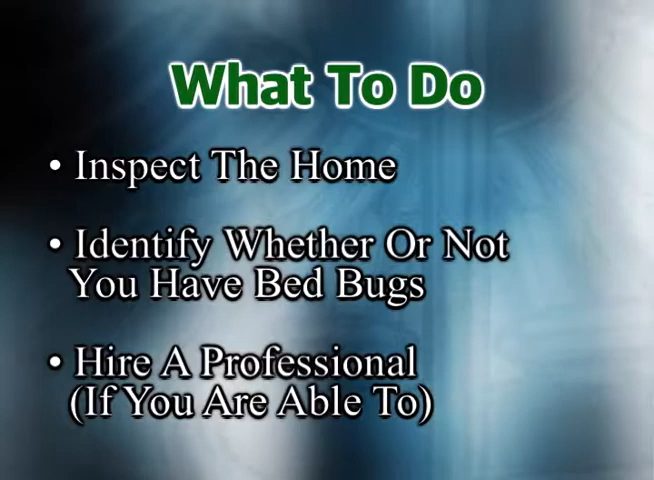 What To Do
• Inspect The Home
• Identify Whether Or Not
You Have Bed Bugs
• Hire A Professional
(If You Are Able To)